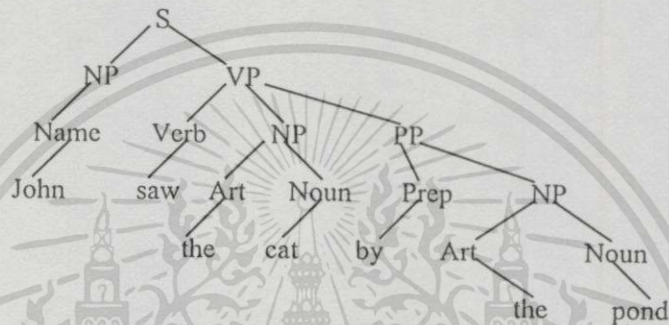 S
NP VP
Name Verb NP PP
John saw Art Noun Prep NP
the cat by Art Noun
the pond